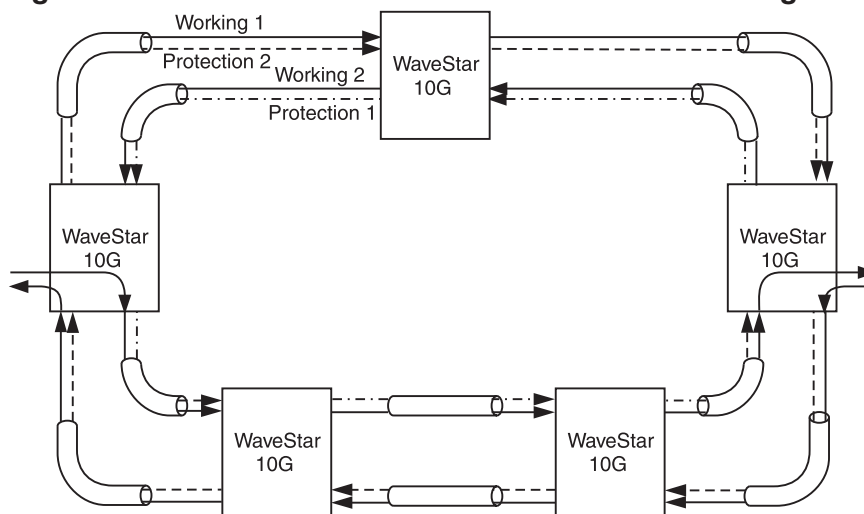 Working 1
Protection 2
Working 2
Protection 1
WaveStar
10G
WaveStar
10G
WaveStar
10G
WaveStar
10G
WaveStar
10G